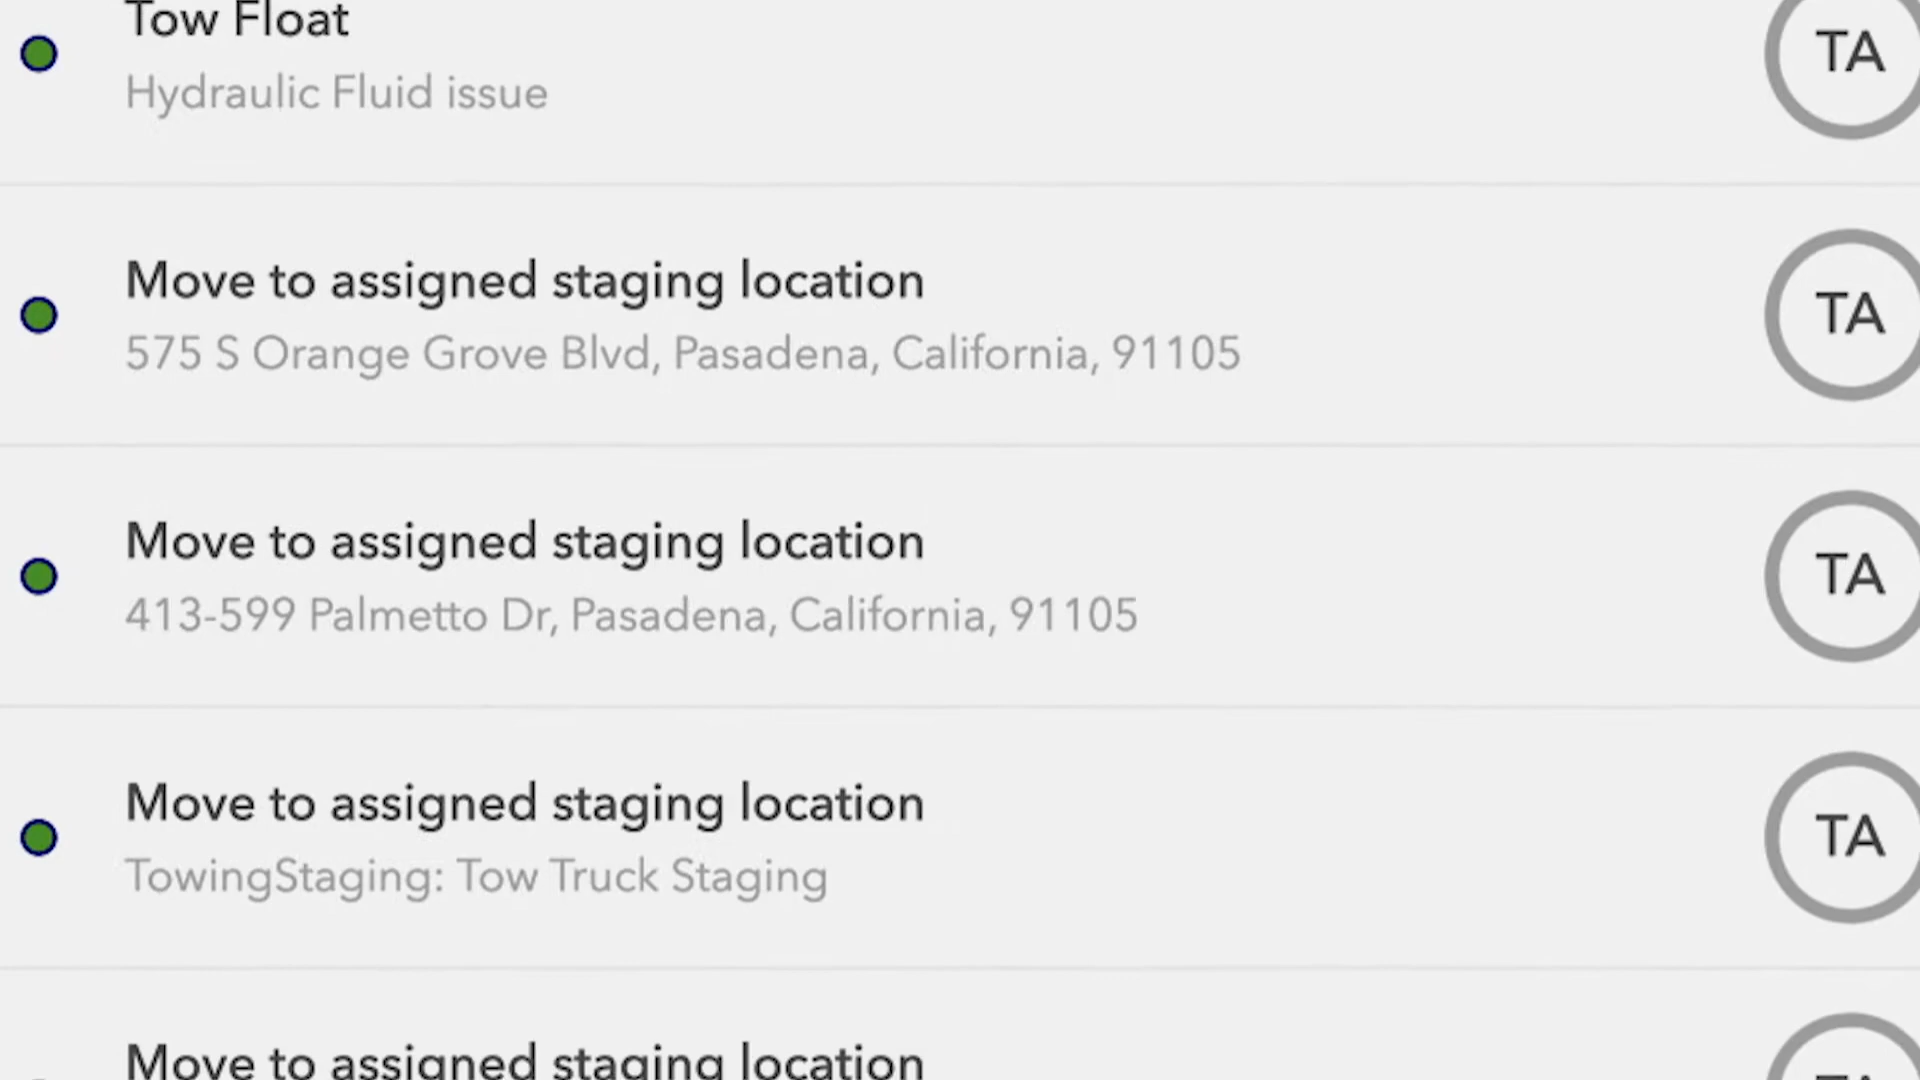 Tow Float
TA
Hydraulic Fluid issue
Move to assigned staging location
TA
575 S Orange Grove Blvd, Pasadena, California, 91105
Move to assigned staging location
TA
413-599 Palmetto Dr, Pasadena, California, 91105
Move to assigned staging location
TA
TowingStaging: Tow Truck Staging
Move to assigned staging location
TA